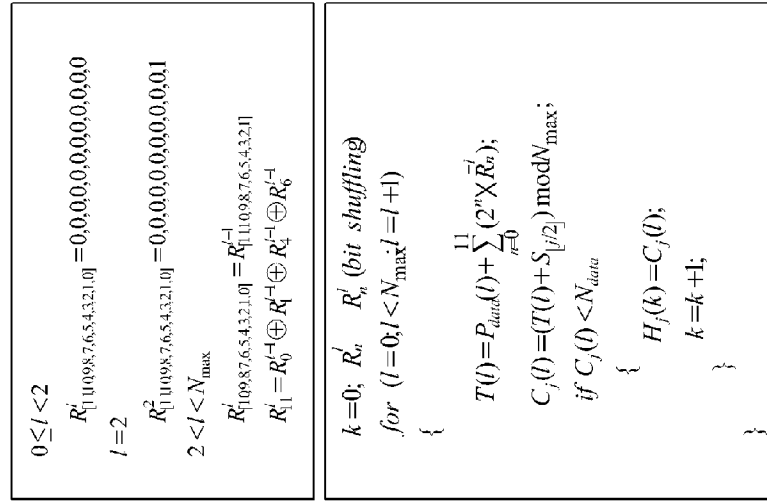 0≤l<2
R^i_[11,10,9,8,7,6,5,4,3,2,1,0]=0,0,0,0,0,0,0,0,0,0,0,0
l=2
R^2_[11,10,9,8,7,6,5,4,3,2,1,0]=0,0,0,0,0,0,0,0,0,0,0,1
2<l<N_max
R^l_[10,9,8,7,6,5,4,3,2,1,0]=R^{l-1}_[11,10,9,8,7,6,5,4,3,2,1]
R^l_11=R^{l-1}_0⊕R^{l-1}_1⊕R^{l-1}_4⊕R^{l-1}_6
k=0; R^l_n R^l_n (bit shuffling)
for (l=0;l<N_max;l=l+1)
{
T(l)=P_data(l)+∑_{n=0}^{11}(2^n×R̄^l_n);
C_j(l)=(T(l)+S_[j/2])modN_max;
if C_j(l)<N_data
{
H_j(k)=C_j(l);
k=k+1;
}
}